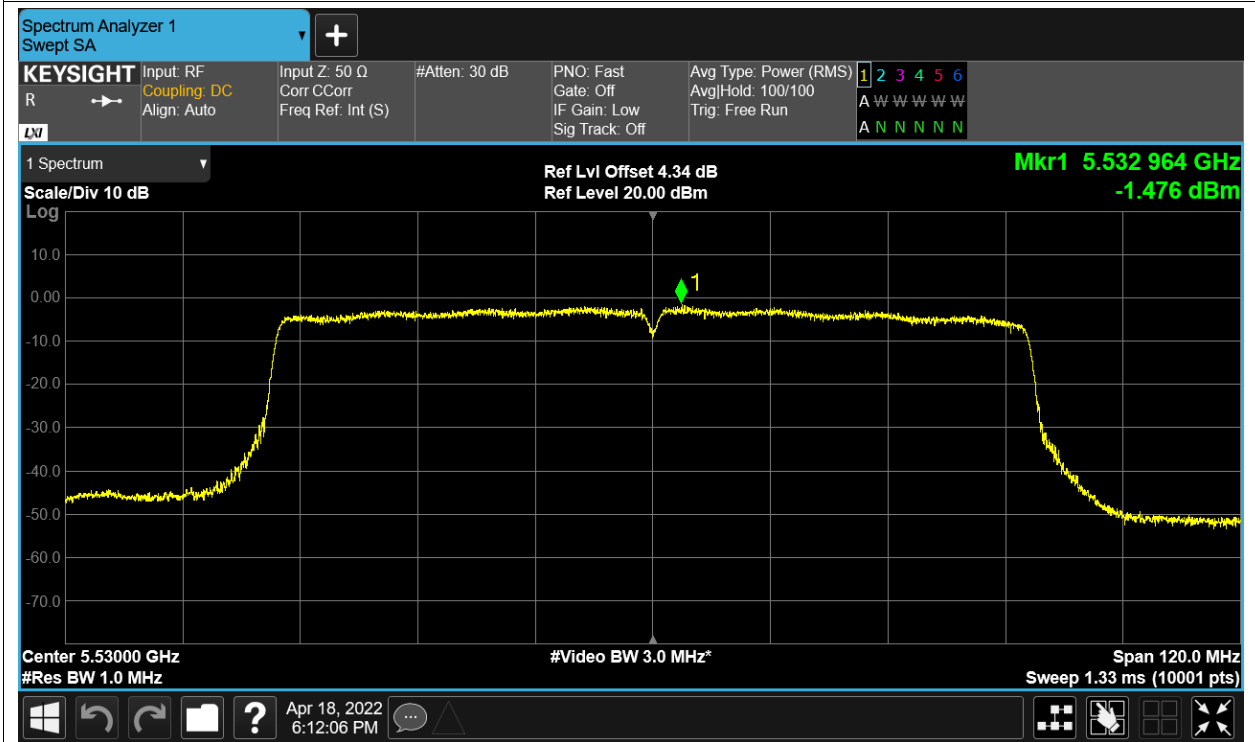 Spectrum Analyzer 1
Swept SA
+
KEYSIGHT Input: RF Input Z: 50 Ω #Atten: 30 dB PNO: Fast Avg Type: Power (RMS) 1 2 3 4 5 6
R Coupling: DC Corr CCorr Gate: Off Avg|Hold: 100/100 A W W W W W
Align: Auto Freq Ref: Int (S) IF Gain: Low Trig: Free Run
LXI Sig Track: Off A N N N N N
1 Spectrum
Ref Lvl Offset 4.34 dB Mkr1 5.532 964 GHz
Scale/Div 10 dB Ref Level 20.00 dBm -1.476 dBm
Log
10.0
0.00
1
-10.0
-20.0
-30.0
-40.0
-50.0
-60.0
-70.0
Center 5.53000 GHz #Video BW 3.0 MHz* Span 120.0 MHz
#Res BW 1.0 MHz Sweep 1.33 ms (10001 pts)
? Apr 18, 2022
6:12:06 PM